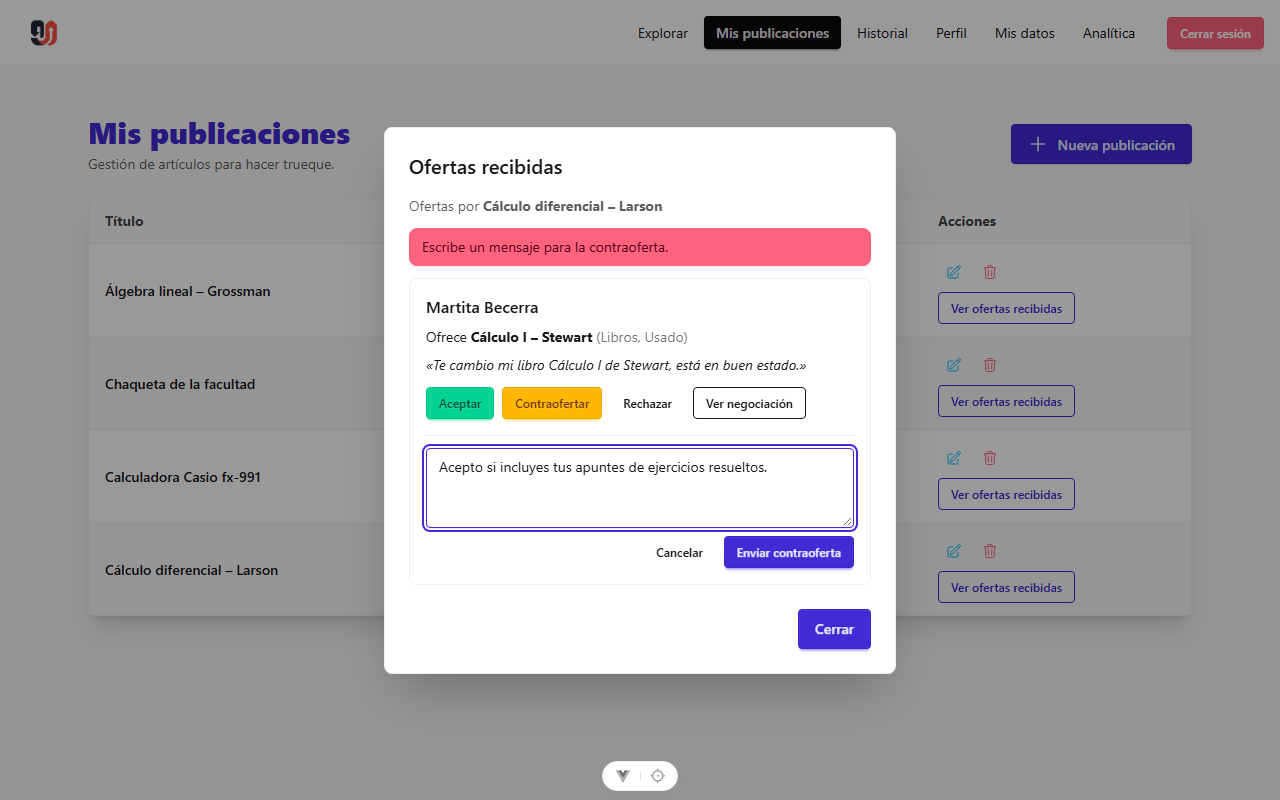 Explorar
Mis publicaciones
Historial
Perfil
Mis datos
Analítica
Cerrar sesión
Mis publicaciones
Gestión de artículos para hacer trueque.
Nueva publicación
Título
Acciones
Álgebra lineal – Grossman
Ver ofertas recibidas
Chaqueta de la facultad
Ver ofertas recibidas
Calculadora Casio fx-991
Ver ofertas recibidas
Cálculo diferencial – Larson
Ver ofertas recibidas
Ofertas recibidas
Ofertas por Cálculo diferencial – Larson
Escribe un mensaje para la contraoferta.
Martita Becerra
Ofrece Cálculo I – Stewart (Libros, Usado)
«Te cambio mi libro Cálculo I de Stewart, está en buen estado.»
Aceptar
Contraofertar
Rechazar
Ver negociación
Acepto si incluyes tus apuntes de ejercicios resueltos.
Cancelar
Enviar contraoferta
Cerrar